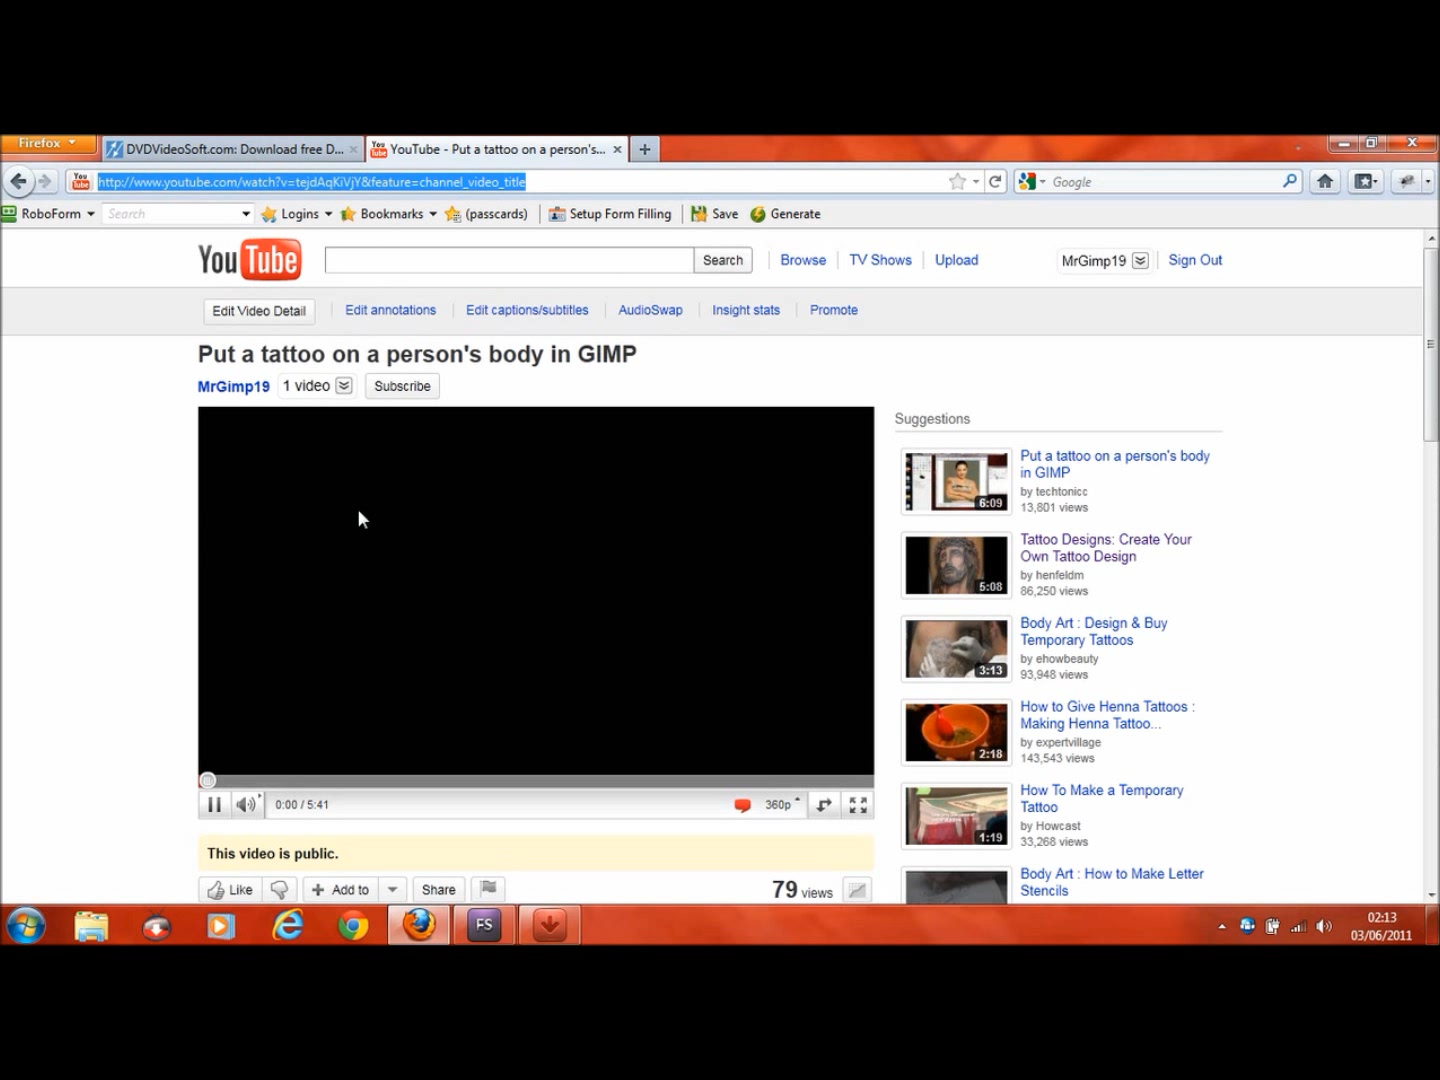 Firefox
DVDVideoSoft.com: Download free D...
YouTube - Put a tattoo on a person's...
http://www.youtube.com/watch?v=tejdAqKiVjY&feature=channel_video_title
Google
RoboForm
Search
Logins
Bookmarks
(passcards)
Setup Form Filling
Save
Generate
YouTube
Search
Browse
TV Shows
Upload
MrGimp19
Sign Out
Edit Video Detail
Edit annotations
Edit captions/subtitles
AudioSwap
Insight stats
Promote
Put a tattoo on a person's body in GIMP
MrGimp19
1 video
Subscribe
0:00 / 5:41
360p
This video is public.
Like
Add to
Share
79 views
Suggestions
6:09
Put a tattoo on a person's body
in GIMP
by techtonicc
13,801 views
5:08
Tattoo Designs: Create Your
Own Tattoo Design
by henfeldm
86,250 views
3:13
Body Art : Design & Buy
Temporary Tattoos
by ehowbeauty
93,948 views
2:18
How to Give Henna Tattoos :
Making Henna Tattoo...
by expertvillage
143,543 views
1:19
How To Make a Temporary
Tattoo
by Howcast
33,268 views
Body Art : How to Make Letter
Stencils
FS
02:13
03/06/2011